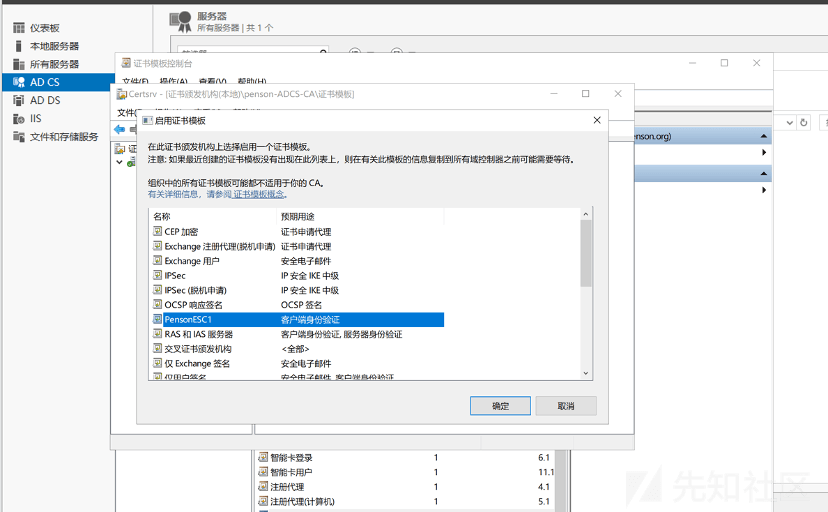 服务器
所有服务器 | 共 1 个
仪表板
本地服务器
所有服务器
AD CS
AD DS
IIS
文件和存储服务
证书模板控制台
文件(F) 操作(A) 查看(V) 帮助(H)
Certsrv - [证书颁发机构(本地)\penson-ADCS-CA\证书模板]
启用证书模板
在此证书颁发机构上选择启用一个证书模板。
注意: 如果最近创建的证书模板没有出现在此列表上，则在有关此模板的信息复制到所有域控制器之前可能需要等待。
组织中的所有证书模板可能都不适用于你的 CA。
有关详细信息，请参阅 证书模板概念。
名称 预期用途
CEP 加密 证书申请代理
Exchange 注册代理(脱机申请) 证书申请代理
Exchange 用户 安全电子邮件
IPSec IP 安全 IKE 中级
IPSec (脱机申请) IP 安全 IKE 中级
OCSP 响应签名 OCSP 签名
PensonESC1 客户端身份验证
RAS 和 IAS 服务器 客户端身份验证, 服务器身份验证
交叉证书颁发机构 <全部>
仅 Exchange 签名 安全电子邮件
仅用户签名 安全电子邮件, 客户端身份验证
确定 取消
enson.org)
智能卡登录 1 6.1
智能卡用户 1 11.1
注册代理 1 4.1
注册代理(计算机) 1 5.1
先知社区